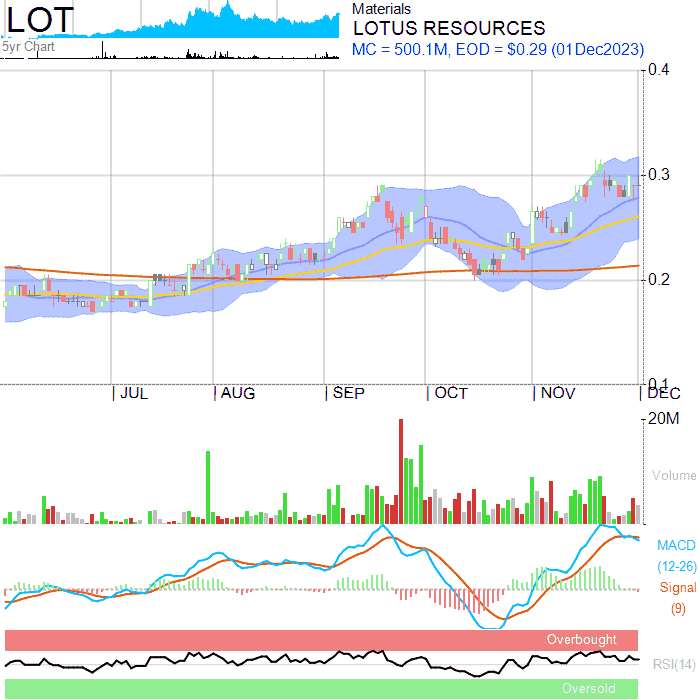 LOT
5yr Chart
Materials
LOTUS RESOURCES
MC = 500.1M, EOD = $0.29 (01Dec2023)
0.4
0.3
0.2
0.1
JUL AUG SEP OCT NOV DEC
20M
Volume
MACD
(12-26)
Signal
(9)
Overbought
RSI(14)
Oversold